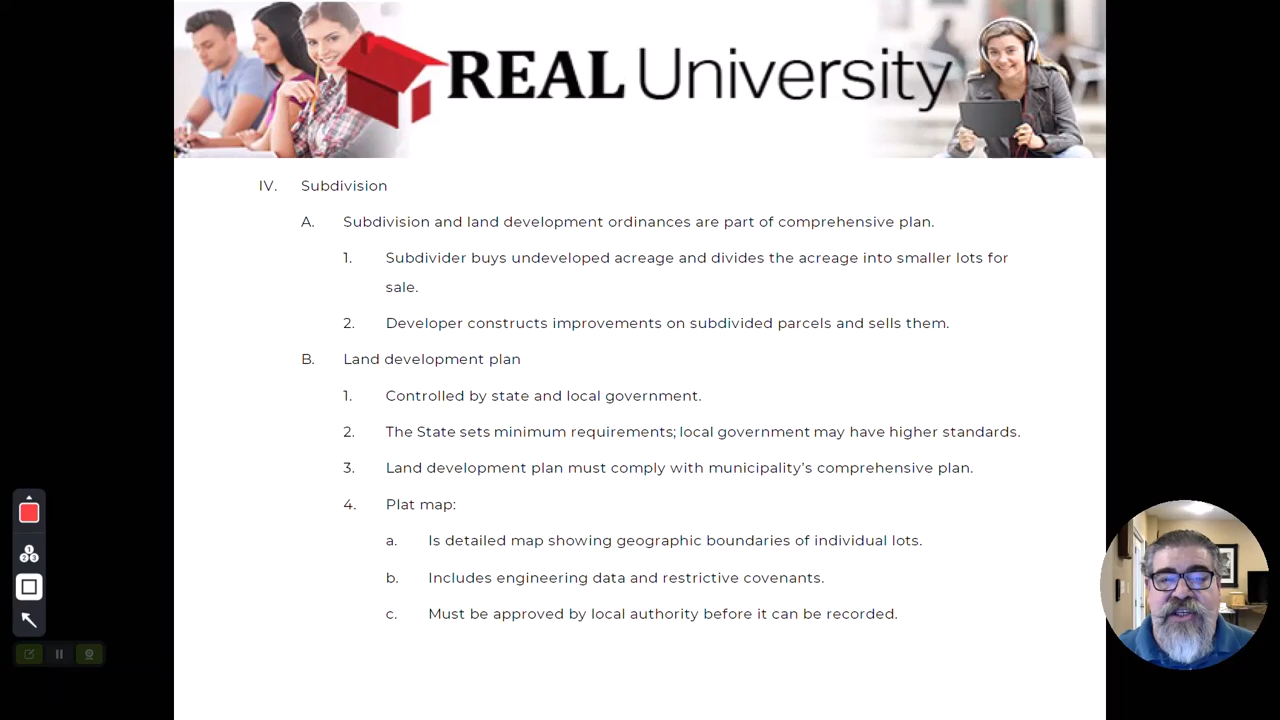 REAL University
IV. Subdivision
A. Subdivision and land development ordinances are part of comprehensive plan.
1. Subdivider buys undeveloped acreage and divides the acreage into smaller lots for
sale.
2. Developer constructs improvements on subdivided parcels and sells them.
B. Land development plan
1. Controlled by state and local government.
2. The State sets minimum requirements; local government may have higher standards.
3. Land development plan must comply with municipality's comprehensive plan.
4. Plat map:
a. Is detailed map showing geographic boundaries of individual lots.
b. Includes engineering data and restrictive covenants.
c. Must be approved by local authority before it can be recorded.